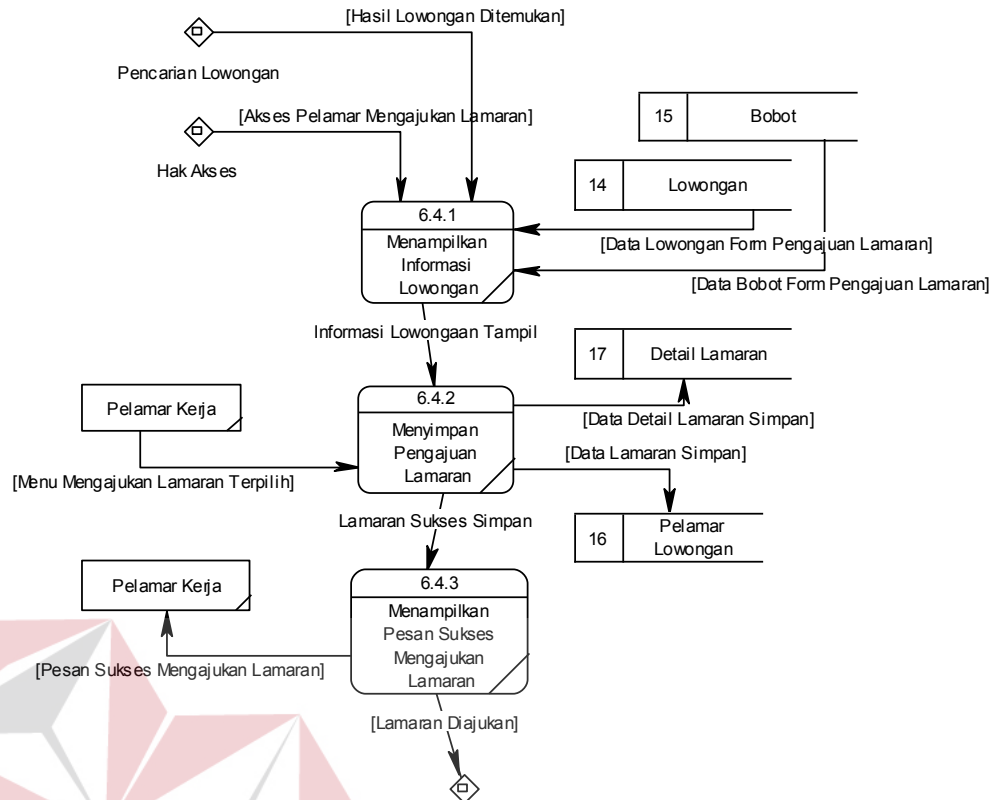 [Hasil Lowongan Ditemukan]
Pencarian Lowongan
[Akses Pelamar Mengajukan Lamaran]
Hak Akses
15
Bobot
14
Lowongan
6.4.1
Menampilkan
Informasi
Lowongan
[Data Lowongan Form Pengajuan Lamaran]
[Data Bobot Form Pengajuan Lamaran]
Informasi Lowongaan Tampil
17
Detail Lamaran
Pelamar Kerja
6.4.2
Menyimpan
Pengajuan
Lamaran
[Data Detail Lamaran Simpan]
[Data Lamaran Simpan]
[Menu Mengajukan Lamaran Terpilih]
Lamaran Sukses Simpan
16
Pelamar
Lowongan
Pelamar Kerja
6.4.3
Menampilkan
Pesan Sukses
Mengajukan
Lamaran
[Pesan Sukses Mengajukan Lamaran]
[Lamaran Diajukan]